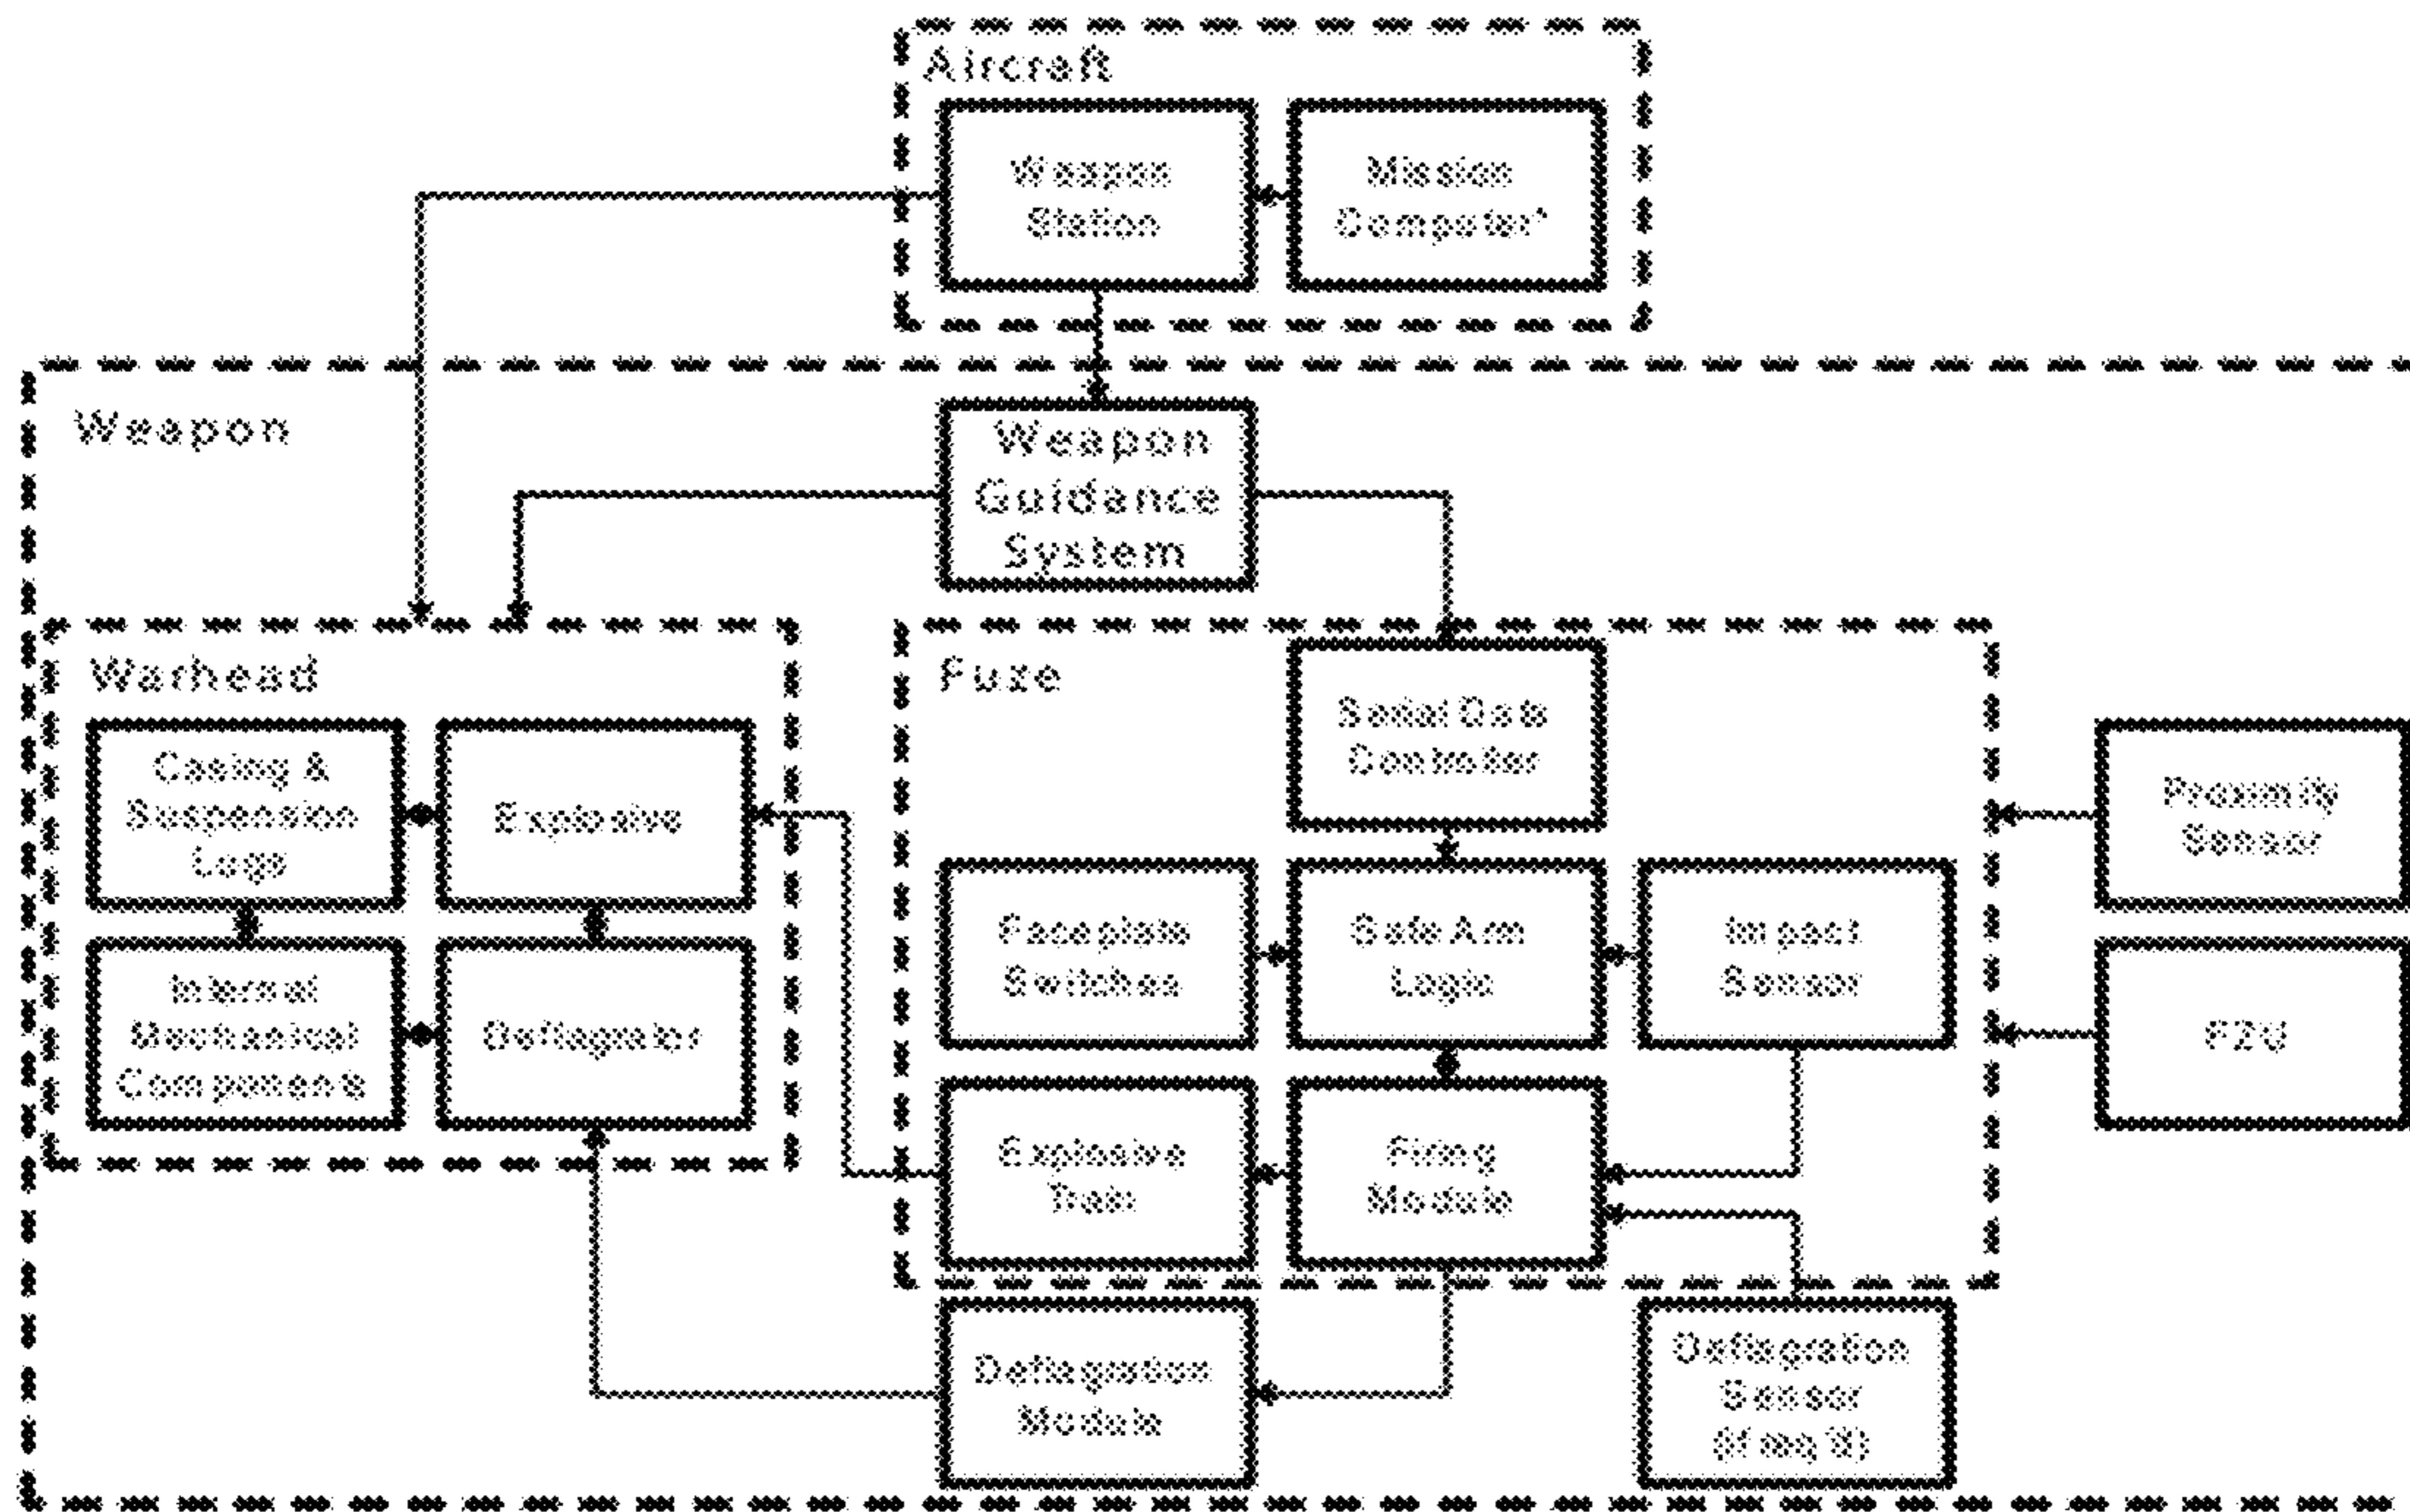 Aircraft
Weapon
Station
Mission
Computer
Weapon
Weapon
Guidance
System
Warhead
Casing &
Suspension
Lugs
Explosive
Internal
Mechanical
Components
Deflagrator
Fuze
Serial Data
Controller
Faceplate
Switches
Safe Arm
Logic
Impact
Sensor
Explosive
Train
Firing
Module
Proximity
Sensor
FZU
Deflagration
Module
Deflagration
Sensor
(if req'd)